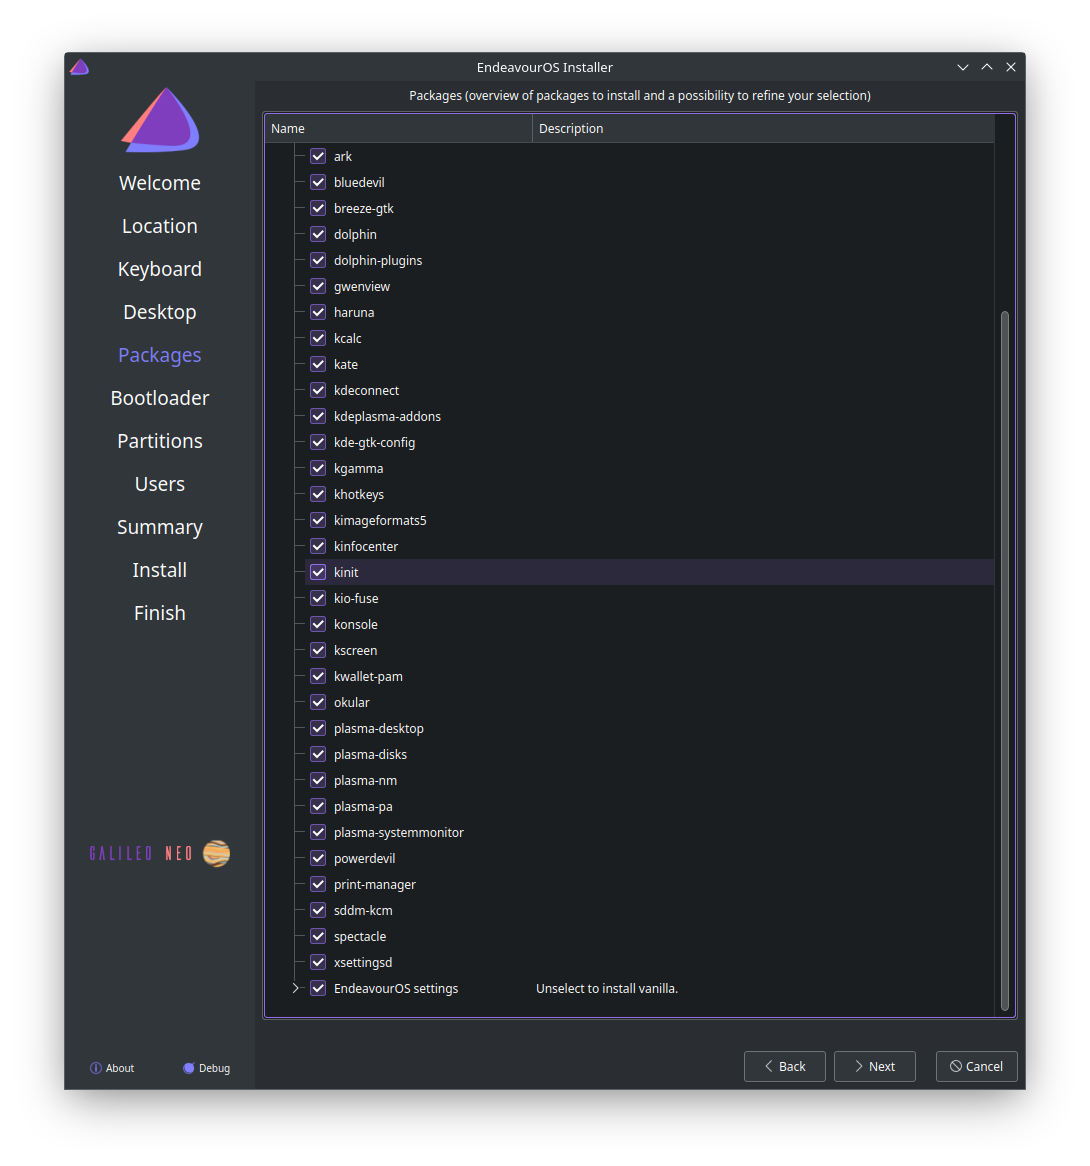 EndeavourOS Installer
Packages (overview of packages to install and a possibility to refine your selection)
Welcome
Location
Keyboard
Desktop
Packages
Bootloader
Partitions
Users
Summary
Install
Finish
GALILEO NEO
About
Debug
Name
Description
ark
bluedevil
breeze-gtk
dolphin
dolphin-plugins
gwenview
haruna
kcalc
kate
kdeconnect
kdeplasma-addons
kde-gtk-config
kgamma
khotkeys
kimageformats5
kinfocenter
kinit
kio-fuse
konsole
kscreen
kwallet-pam
okular
plasma-desktop
plasma-disks
plasma-nm
plasma-pa
plasma-systemmonitor
powerdevil
print-manager
sddm-kcm
spectacle
xsettingsd
EndeavourOS settings Unselect to install vanilla.
Back
Next
Cancel